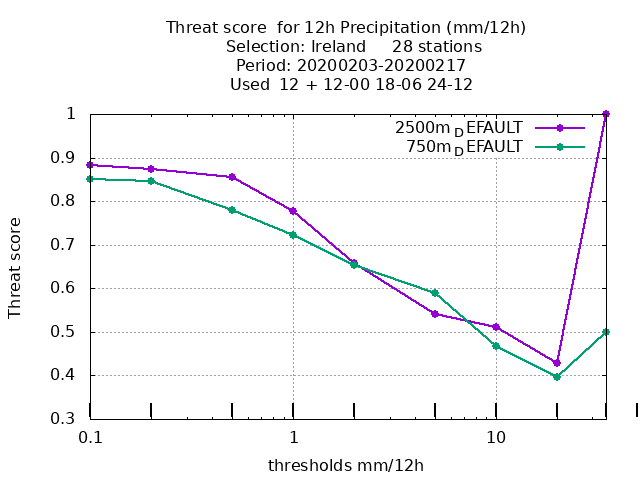 Threat score  for 12h Precipitation (mm/12h)
Selection: Ireland     28 stations
Period: 20200203-20200217
Used  12 + 12-00 18-06 24-12
2500m_DEFAULT
750m_DEFAULT
1
0.9
0.8
0.7
0.6
0.5
0.4
0.3
Threat score
0.1
1
10
thresholds mm/12h